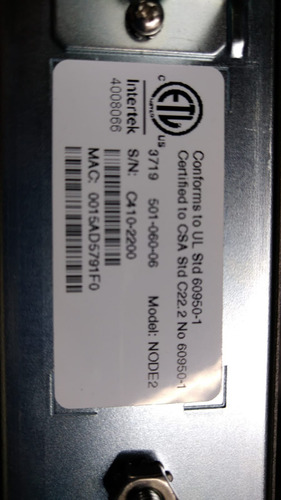 c ETL us
LISTED
Intertek
4008066
Conforms to UL Std 60950-1
Certified to CSA Std C22.2 No 60950-1
3719 501-060-06 Model: NODE2
S/N: C410-2200
MAC: 0015AD5791F0